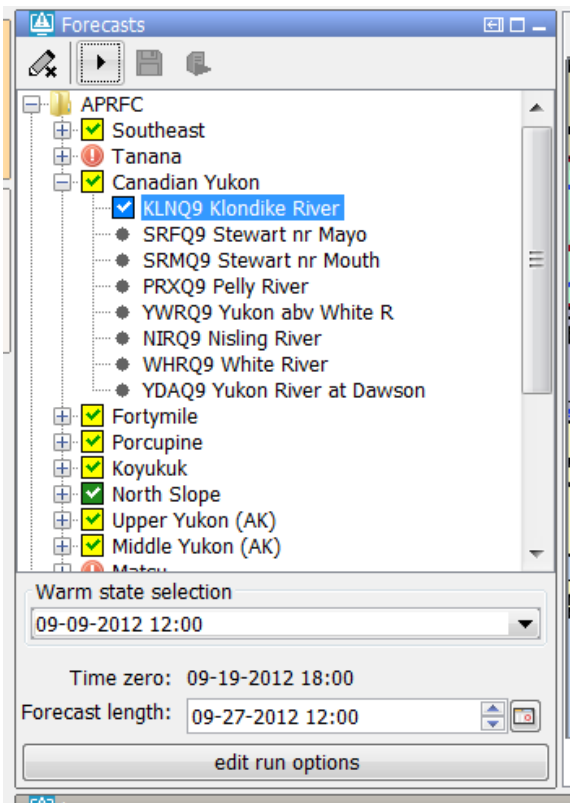 Forecasts
APRFC
Southeast
Tanana
Canadian Yukon
KLNQ9 Klondike River
SRFQ9 Stewart nr Mayo
SRMQ9 Stewart nr Mouth
PRXQ9 Pelly River
YWRQ9 Yukon abv White R
NIRQ9 Nisling River
WHRQ9 White River
YDAQ9 Yukon River at Dawson
Fortymile
Porcupine
Koyukuk
North Slope
Upper Yukon (AK)
Middle Yukon (AK)
Matsu
Warm state selection
09-09-2012 12:00
Time zero: 09-19-2012 18:00
Forecast length: 09-27-2012 12:00
edit run options